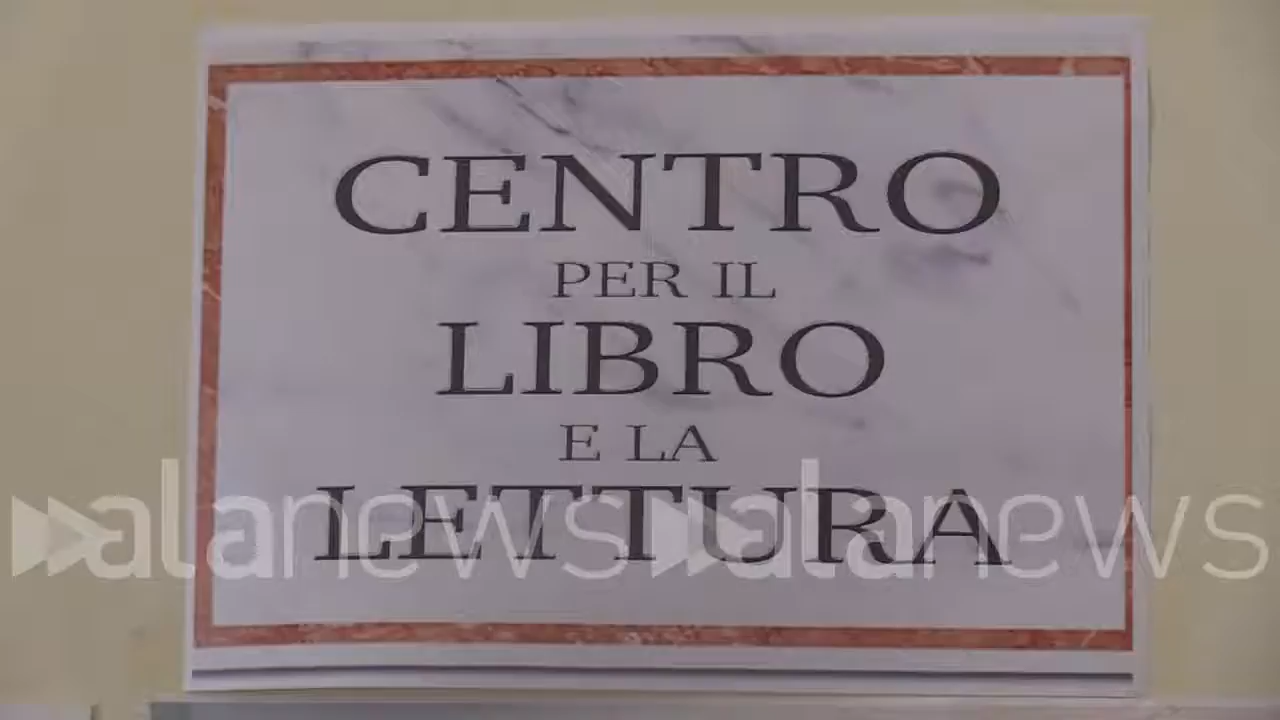 CENTRO
PER IL
LIBRO
E LA
LETTURA
alanews alanews